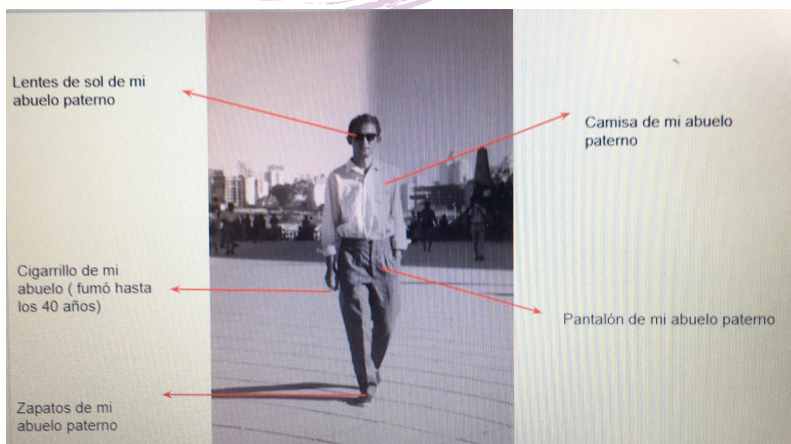 Lentes de sol de mi
abuelo paterno
Camisa de mi abuelo
paterno
Cigarrillo de mi
abuelo ( fumó hasta
los 40 años)
Pantalón de mi abuelo paterno
Zapatos de mi
abuelo paterno